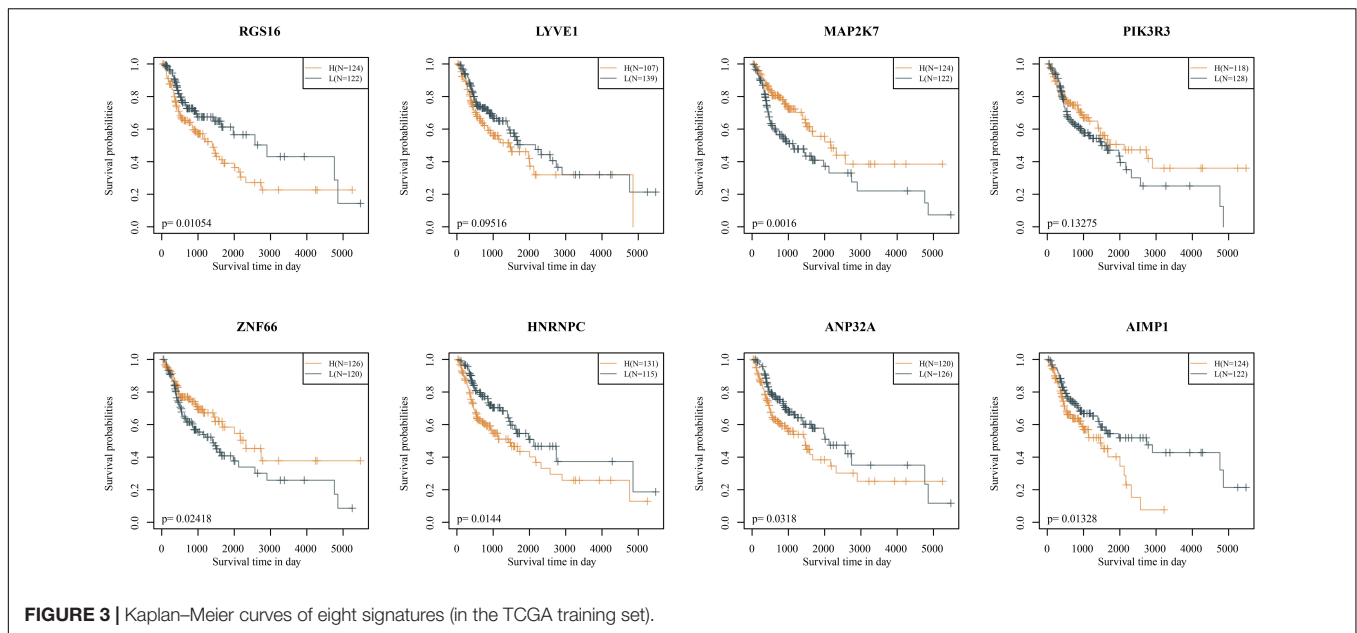 RGS16
LYVE1
MAP2K7
PIK3R3
Survival probabilities
0.0 0.2 0.4 0.6 0.8 1.0
H(N=124)
L(N=122)
p= 0.01054
0 1000 2000 3000 4000 5000
Survival time in day
Survival probabilities
0.0 0.2 0.4 0.6 0.8 1.0
H(N=107)
L(N=139)
p= 0.09516
0 1000 2000 3000 4000 5000
Survival time in day
Survival probabilities
0.0 0.2 0.4 0.6 0.8 1.0
H(N=124)
L(N=122)
p= 0.0016
0 1000 2000 3000 4000 5000
Survival time in day
Survival probabilities
0.0 0.2 0.4 0.6 0.8 1.0
H(N=118)
L(N=128)
p= 0.13275
0 1000 2000 3000 4000 5000
Survival time in day
ZNF66
HNRNPC
ANP32A
AIMP1
Survival probabilities
0.0 0.2 0.4 0.6 0.8 1.0
H(N=126)
L(N=120)
p= 0.02418
0 1000 2000 3000 4000 5000
Survival time in day
Survival probabilities
0.0 0.2 0.4 0.6 0.8 1.0
H(N=131)
L(N=115)
p= 0.0144
0 1000 2000 3000 4000 5000
Survival time in day
Survival probabilities
0.0 0.2 0.4 0.6 0.8 1.0
H(N=120)
L(N=126)
p= 0.0318
0 1000 2000 3000 4000 5000
Survival time in day
Survival probabilities
0.0 0.2 0.4 0.6 0.8 1.0
H(N=124)
L(N=122)
p= 0.01328
0 1000 2000 3000 4000 5000
Survival time in day
FIGURE 3 | Kaplan–Meier curves of eight signatures (in the TCGA training set).